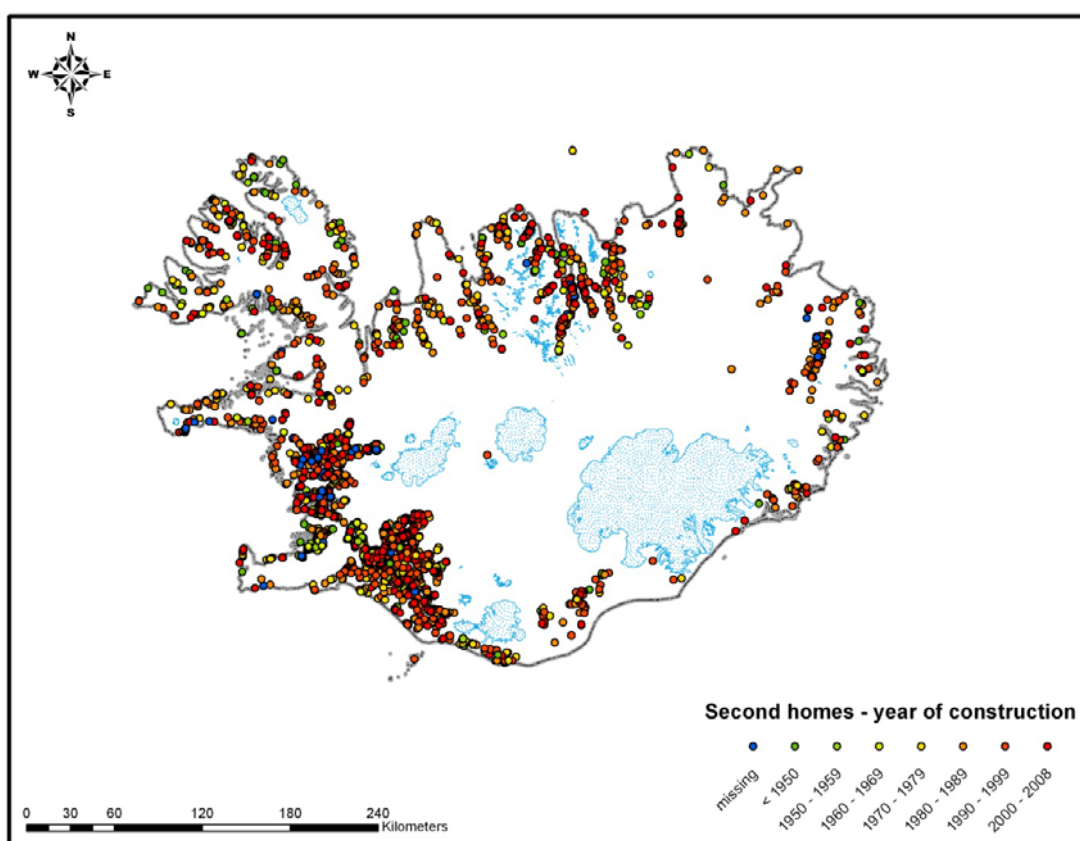 N
W E
S
Second homes - year of construction
missing
< 1950
1950 - 1959
1960 - 1969
1970 - 1979
1980 - 1989
1990 - 1999
2000 - 2008
0 30 60 120 180 240
Kilometers